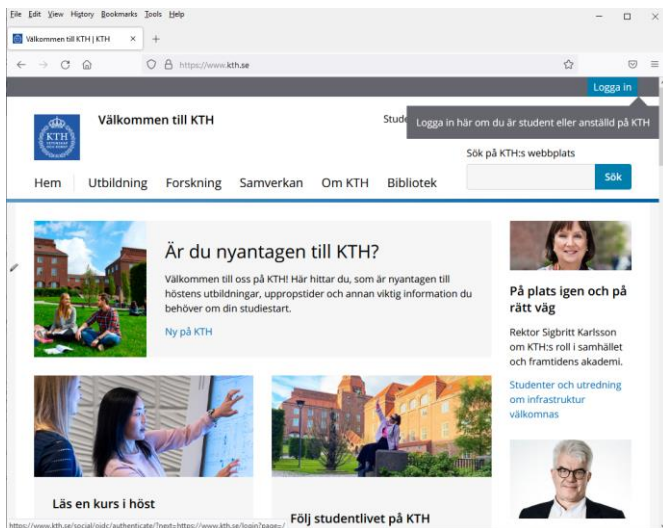 File Edit View History Bookmarks Tools Help
Välkommen till KTH | KTH
https://www.kth.se
Logga in
Logga in här om du är student eller anställd på KTH
KTH
Välkommen till KTH
Sök på KTH:s webbplats
Sök
Hem Utbildning Forskning Samverkan Om KTH Bibliotek
Är du nyantagen till KTH?
Välkommen till oss på KTH! Här hittar du, som är nyantagen till
höstens utbildningar, uppropstider och annan viktig information du
behöver om din studiestart.
Ny på KTH
På plats igen och på
rätt väg
Rektor Sigbritt Karlsson
om KTH:s roll i samhället
och framtidens akademi.
Studenter och utredning
om infrastruktur
välkomnas
Läs en kurs i höst
Följ studentlivet på KTH
https://www.kth.se/social/oidc/authenticate/?next=https://www.kth.se/login?page=/